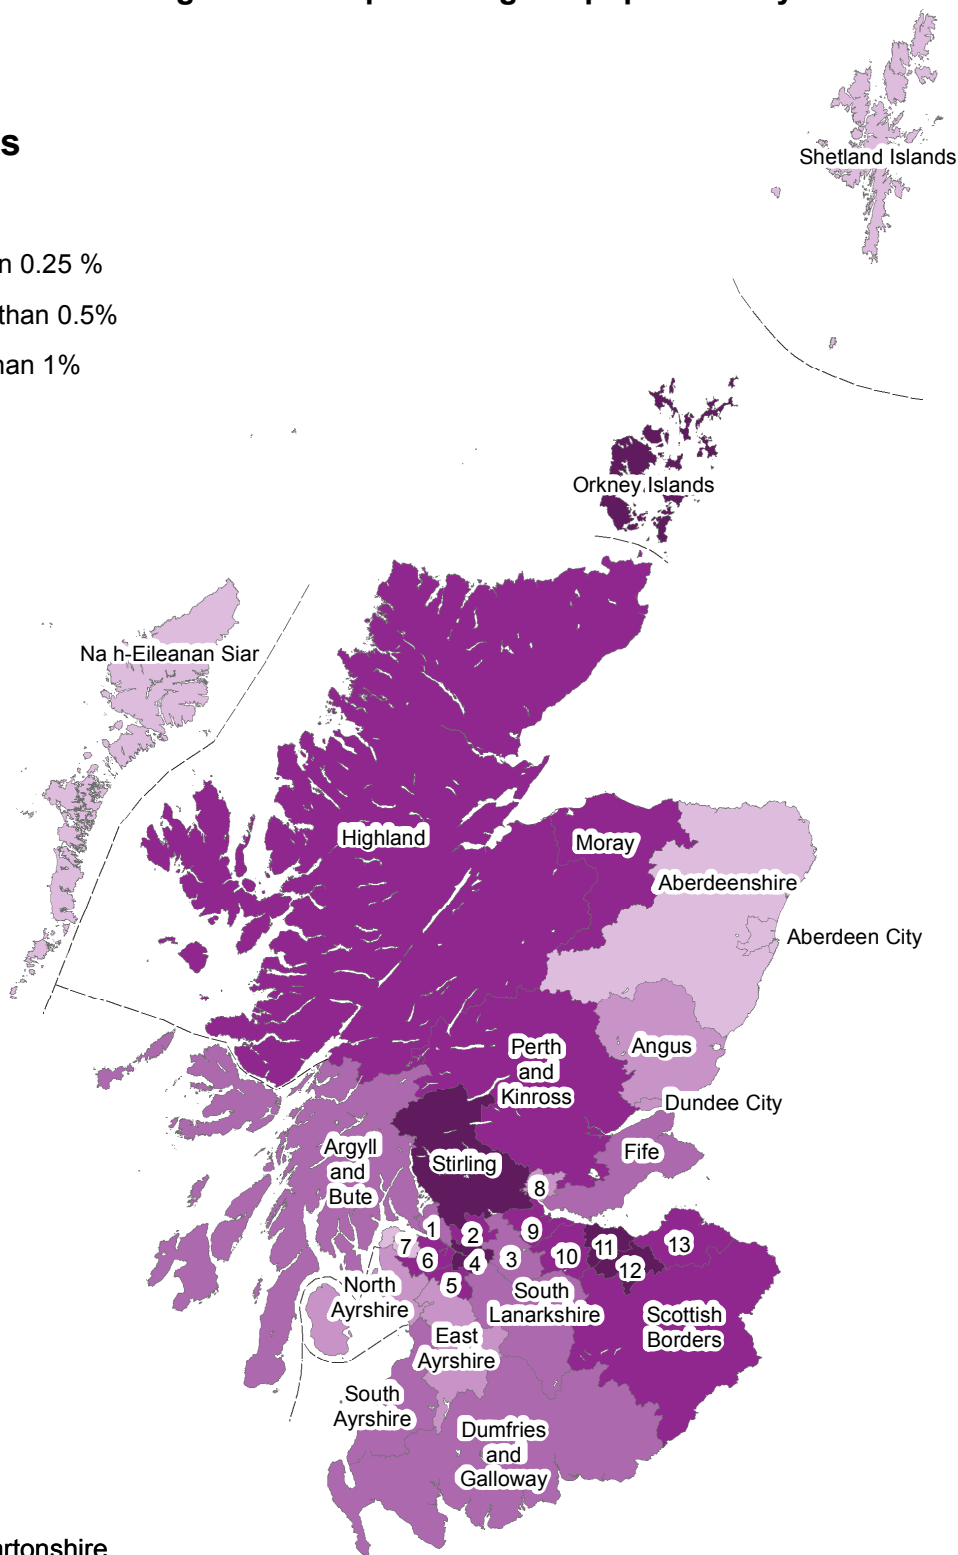 s
Shetland Islands
n 0.25 %
than 0.5%
nan 1%
Orkney Islands
Na h-Eileanan Siar
Highland
Moray
Aberdeenshire
Aberdeen City
Perth
and
Kinross
Angus
Dundee City
Argyll
and
Bute
Stirling
Fife
8
1
2
9
7
6
4
3
10
11
12
13
5
North
Ayrshire
South
Lanarkshire
Scottish
Borders
East
Ayrshire
South
Ayrshire
Dumfries
and
Galloway
artonshire